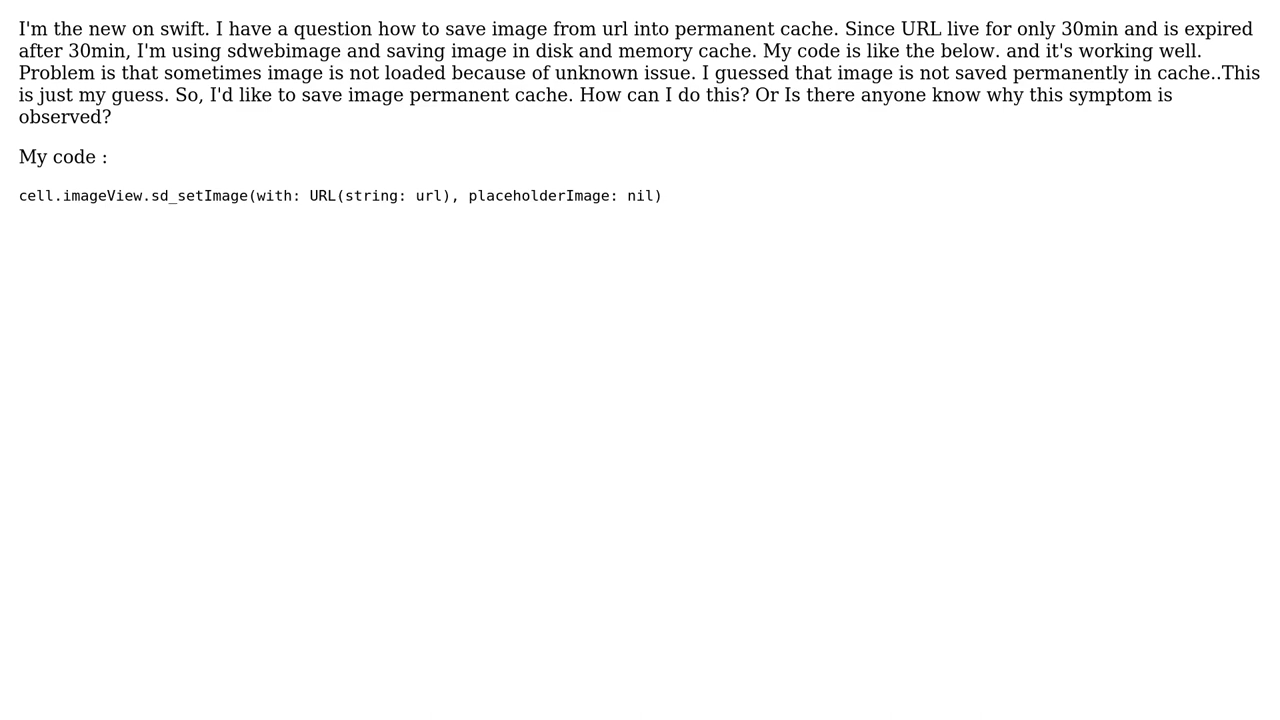 I'm the new on swift. I have a question how to save image from url into permanent cache. Since URL live for only 30min and is expired
after 30min, I'm using sdwebimage and saving image in disk and memory cache. My code is like the below. and it's working well.
Problem is that sometimes image is not loaded because of unknown issue. I guessed that image is not saved permanently in cache..This
is just my guess. So, I'd like to save image permanent cache. How can I do this? Or Is there anyone know why this symptom is
observed?
My code :
cell.imageView.sd_setImage(with: URL(string: url), placeholderImage: nil)